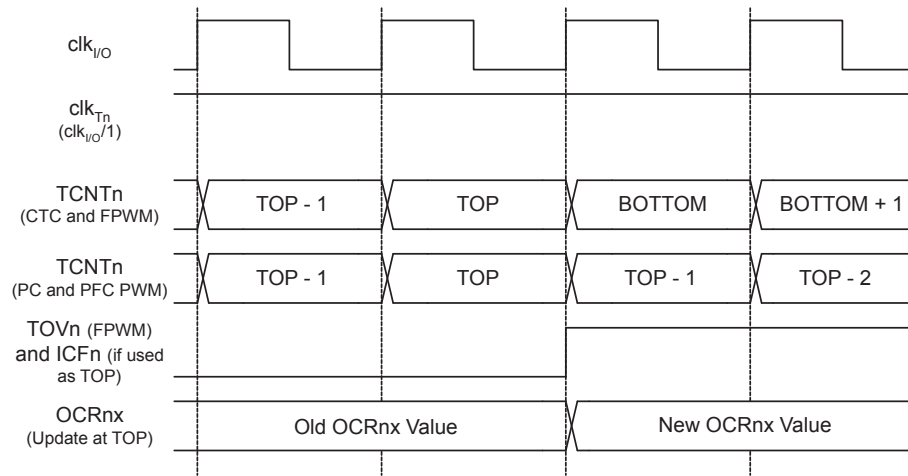 clkI/O
clkTn
(clkI/O/1)
TCNTn
(CTC and FPWM)
TOP - 1 TOP BOTTOM BOTTOM + 1
TCNTn
(PC and PFC PWM)
TOP - 1 TOP TOP - 1 TOP - 2
TOVn (FPWM)
and ICFn (if used
as TOP)
OCRnx
(Update at TOP)
Old OCRnx Value New OCRnx Value